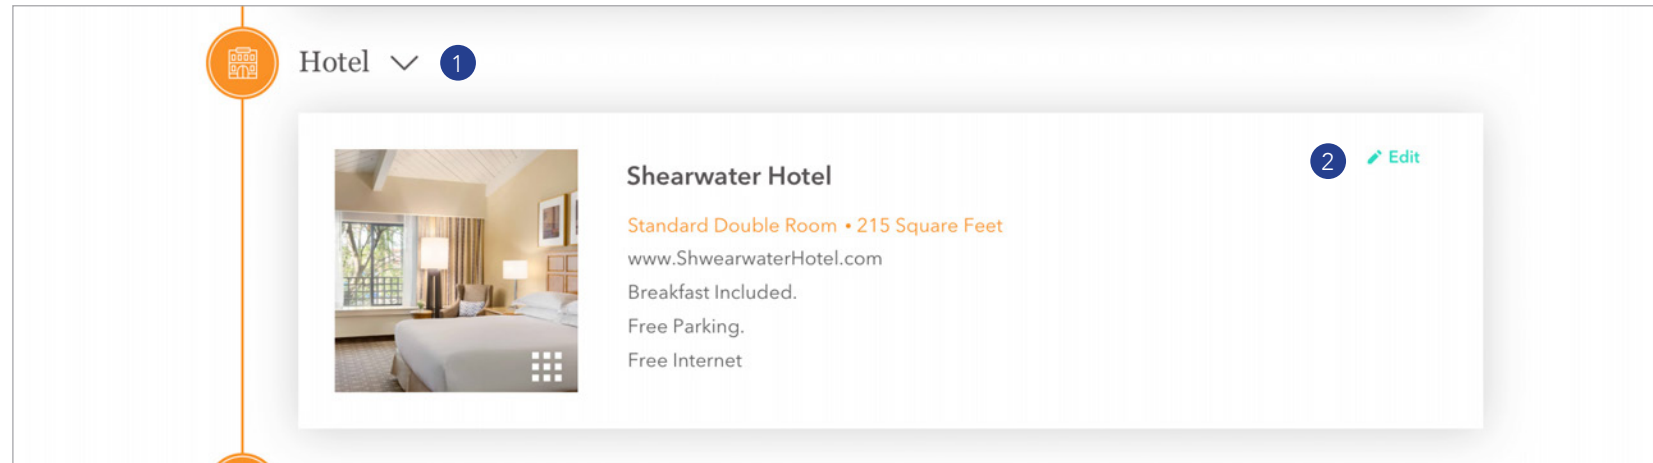 Hotel 1
2 Edit
Shearwater Hotel
Standard Double Room • 215 Square Feet
www.ShwearwaterHotel.com
Breakfast Included.
Free Parking.
Free Internet